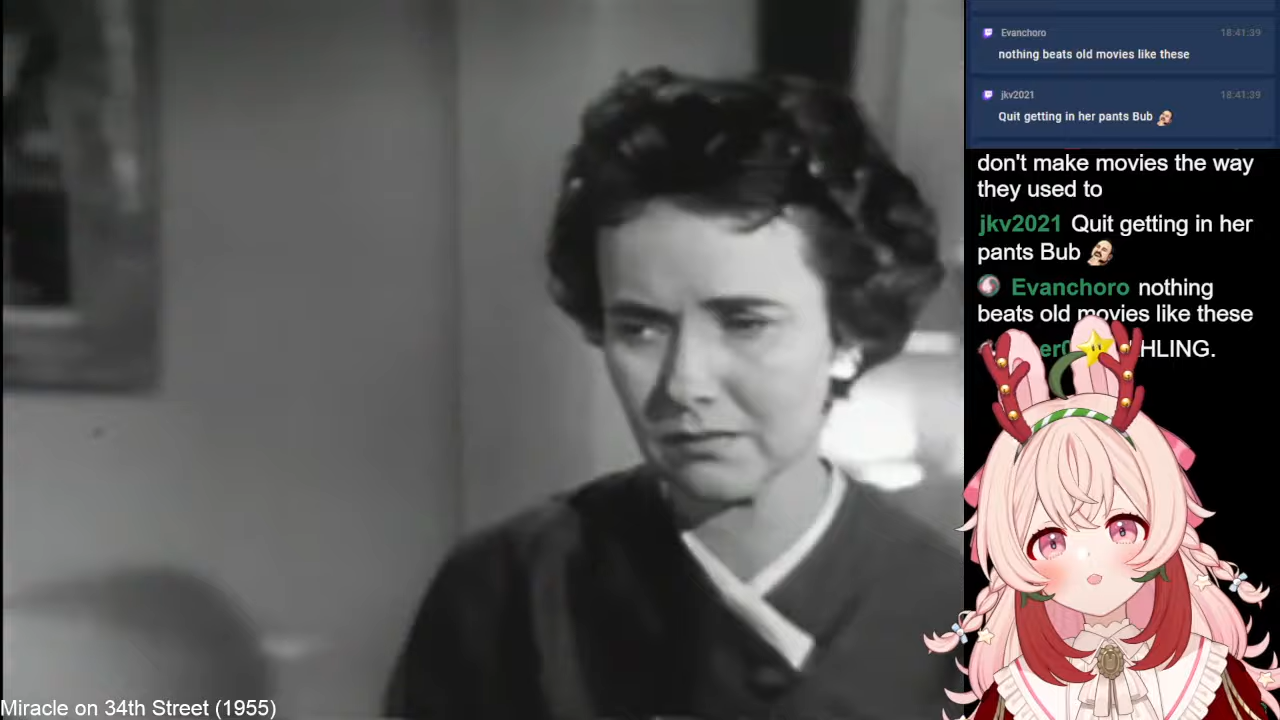 Evanchoro 18:41:39
nothing beats old movies like these
jkv2021 18:41:39
Quit getting in her pants Bub
don't make movies the way
they used to
jkv2021 Quit getting in her
pants Bub
Evanchoro nothing
beats old movies like these
HLING.
Miracle on 34th Street (1955)